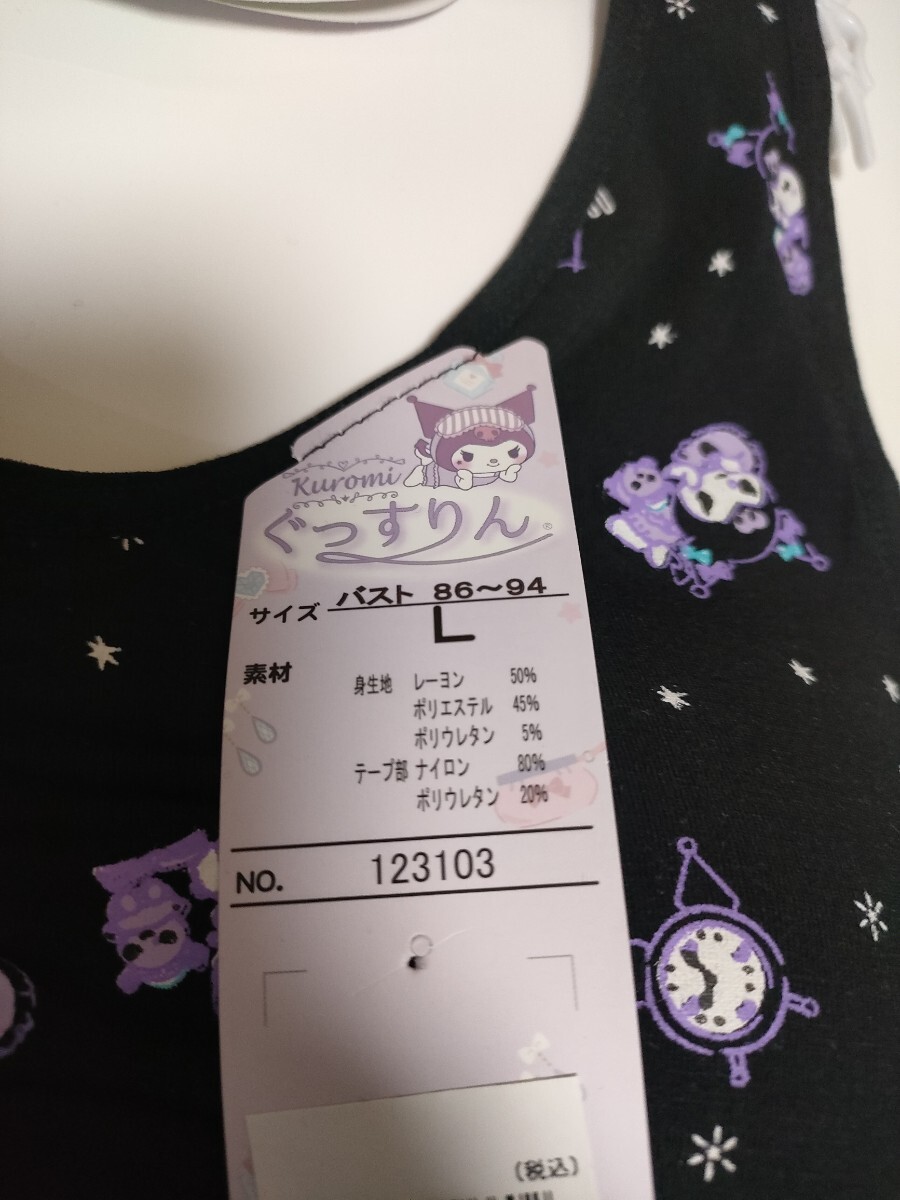 Kuromi
ぐっすりん®
サイズ バスト 86〜94
L
素材
身生地 レーヨン 50%
ポリエステル 45%
ポリウレタン 5%
テープ部 ナイロン 80%
ポリウレタン 20%
NO. 123103
(税込)